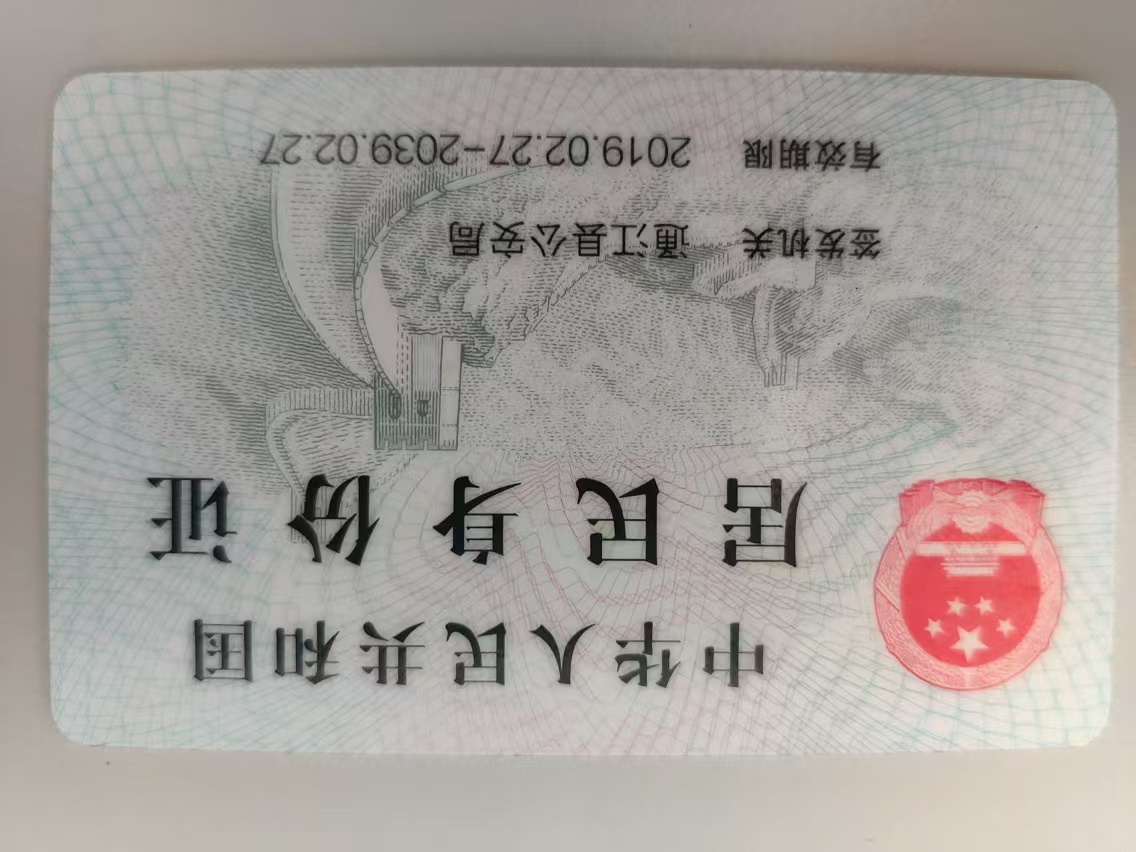 中华人民共和国
居民身份证
签发机关 通江县公安局
有效期限 2019.02.27-2039.02.27